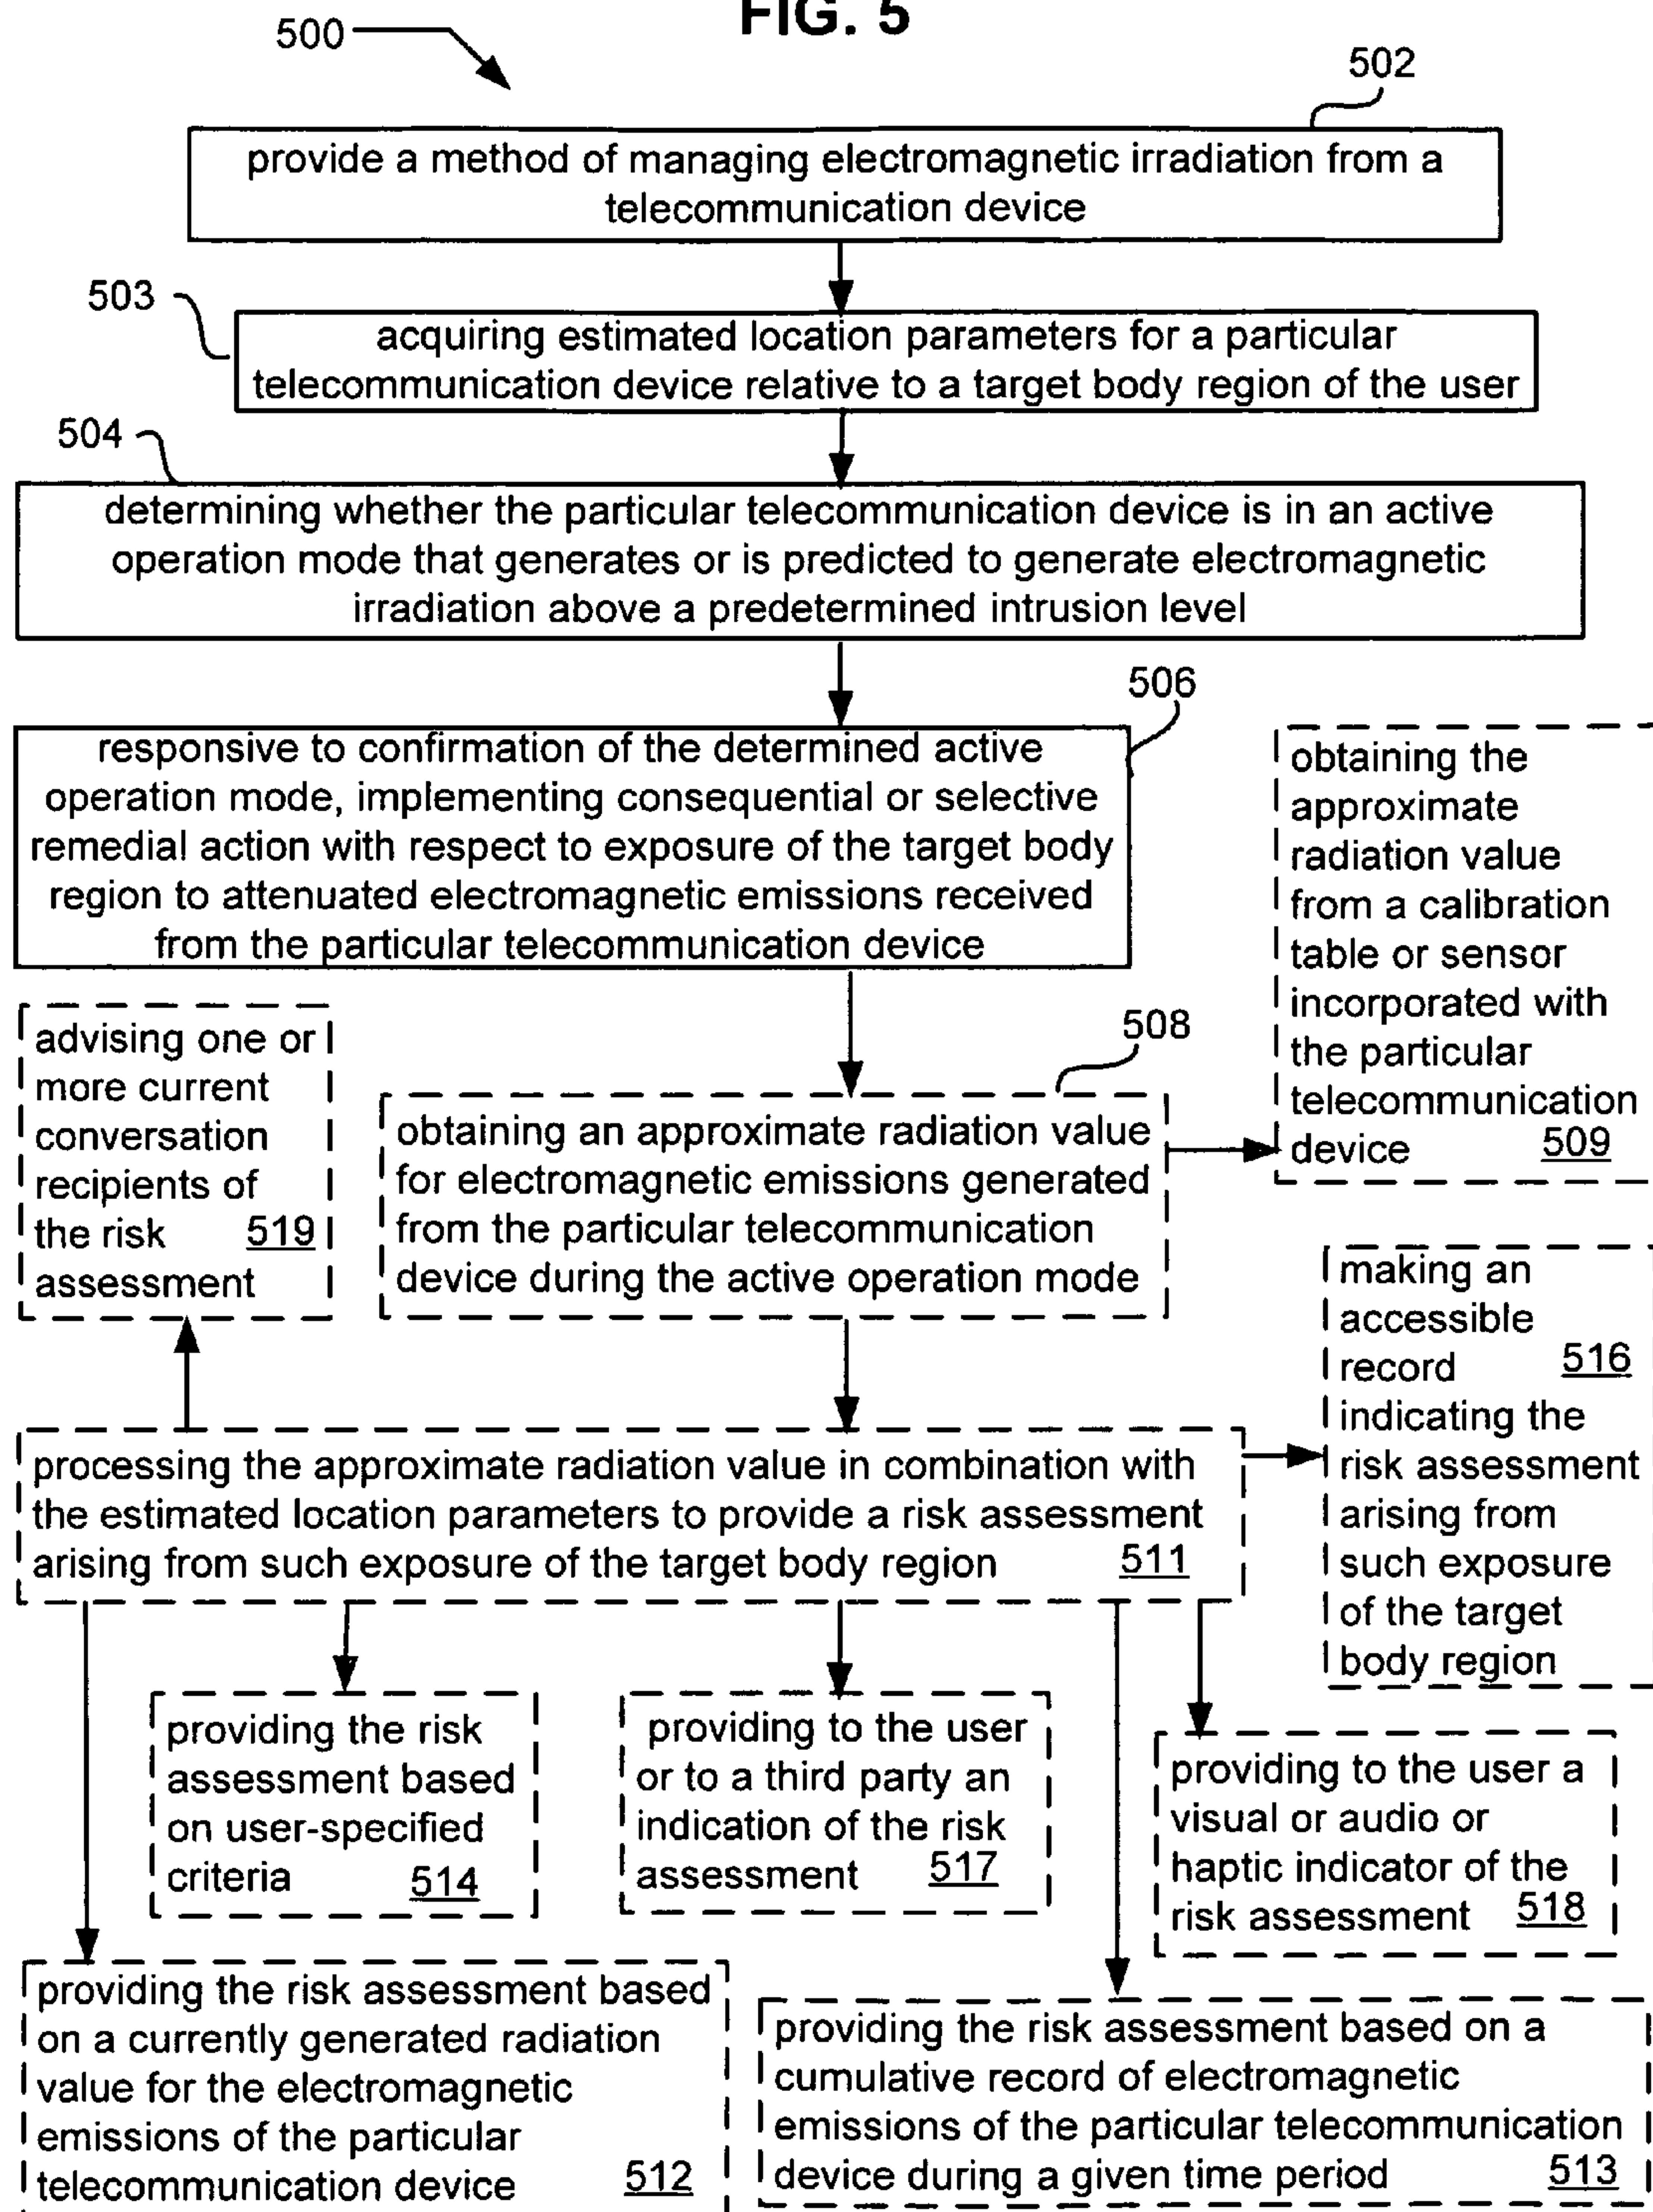 FIG. 5
500
502
provide a method of managing electromagnetic irradiation from a
telecommunication device
503
acquiring estimated location parameters for a particular
telecommunication device relative to a target body region of the user
504
determining whether the particular telecommunication device is in an active
operation mode that generates or is predicted to generate electromagnetic
irradiation above a predetermined intrusion level
506
responsive to confirmation of the determined active
operation mode, implementing consequential or selective
remedial action with respect to exposure of the target body
region to attenuated electromagnetic emissions received
from the particular telecommunication device
obtaining the
approximate
radiation value
from a calibration
table or sensor
incorporated with
the particular
telecommunication
device 509
advising one or
more current
conversation
recipients of
the risk 519
assessment
508
obtaining an approximate radiation value
for electromagnetic emissions generated
from the particular telecommunication
device during the active operation mode
making an
accessible
record 516
indicating the
risk assessment
arising from
such exposure
of the target
body region
processing the approximate radiation value in combination with
the estimated location parameters to provide a risk assessment
arising from such exposure of the target body region 511
providing the risk
assessment based
on user-specified
criteria 514
providing to the user
or to a third party an
indication of the risk
assessment 517
providing to the user a
visual or audio or
haptic indicator of the
risk assessment 518
providing the risk assessment based
on a currently generated radiation
value for the electromagnetic
emissions of the particular
telecommunication device 512
providing the risk assessment based on a
cumulative record of electromagnetic
emissions of the particular telecommunication
device during a given time period 513